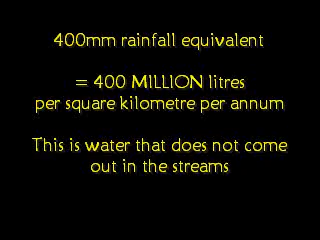 400mm rainfall equivalent
= 400 MILLION litres
per square kilometre per annum
This is water that does not come
out in the streams